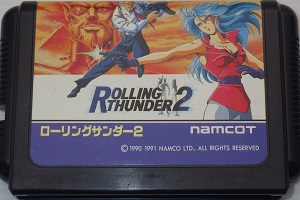 ROLLING
THUNDER 2
ローリングサンダー2
namcot
© 1990 1991 NAMCO LTD., ALL RIGHTS RESERVED